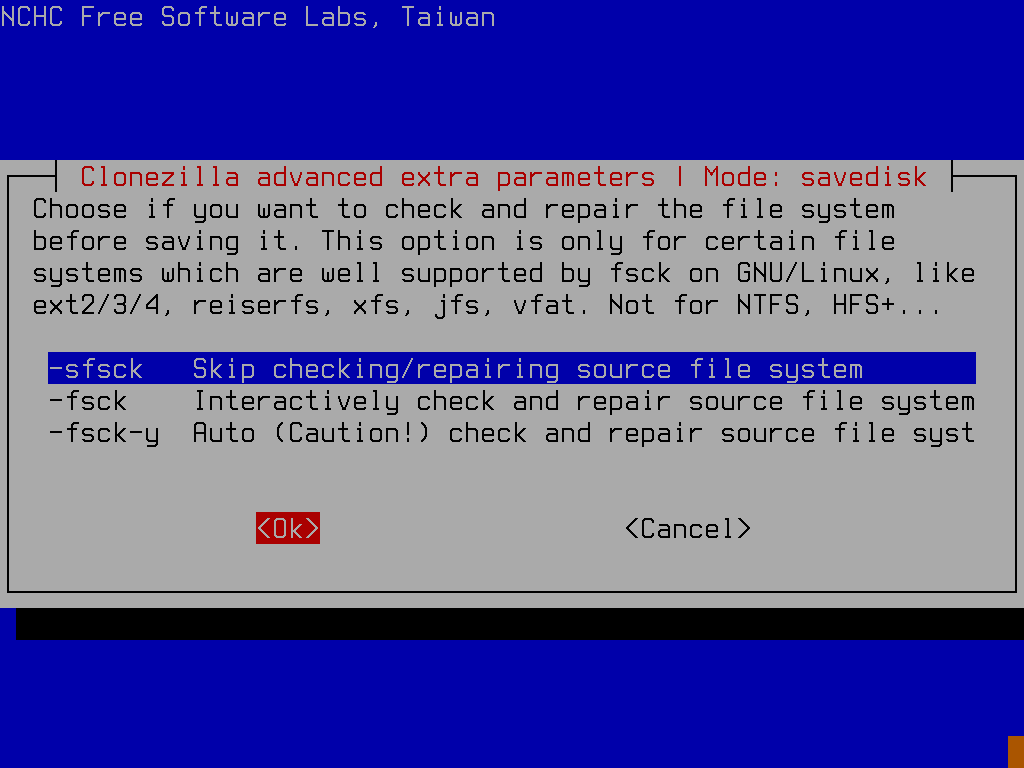 NCHC Free Software Labs, Taiwan
Clonezilla advanced extra parameters | Mode: savedisk
Choose if you want to check and repair the file system
before saving it. This option is only for certain file
systems which are well supported by fsck on GNU/Linux, like
ext2/3/4, reiserfs, xfs, jfs, vfat. Not for NTFS, HFS+...
-sfsck Skip checking/repairing source file system
-fsck Interactively check and repair source file system
-fsck-y Auto (Caution!) check and repair source file syst
<Ok> <Cancel>